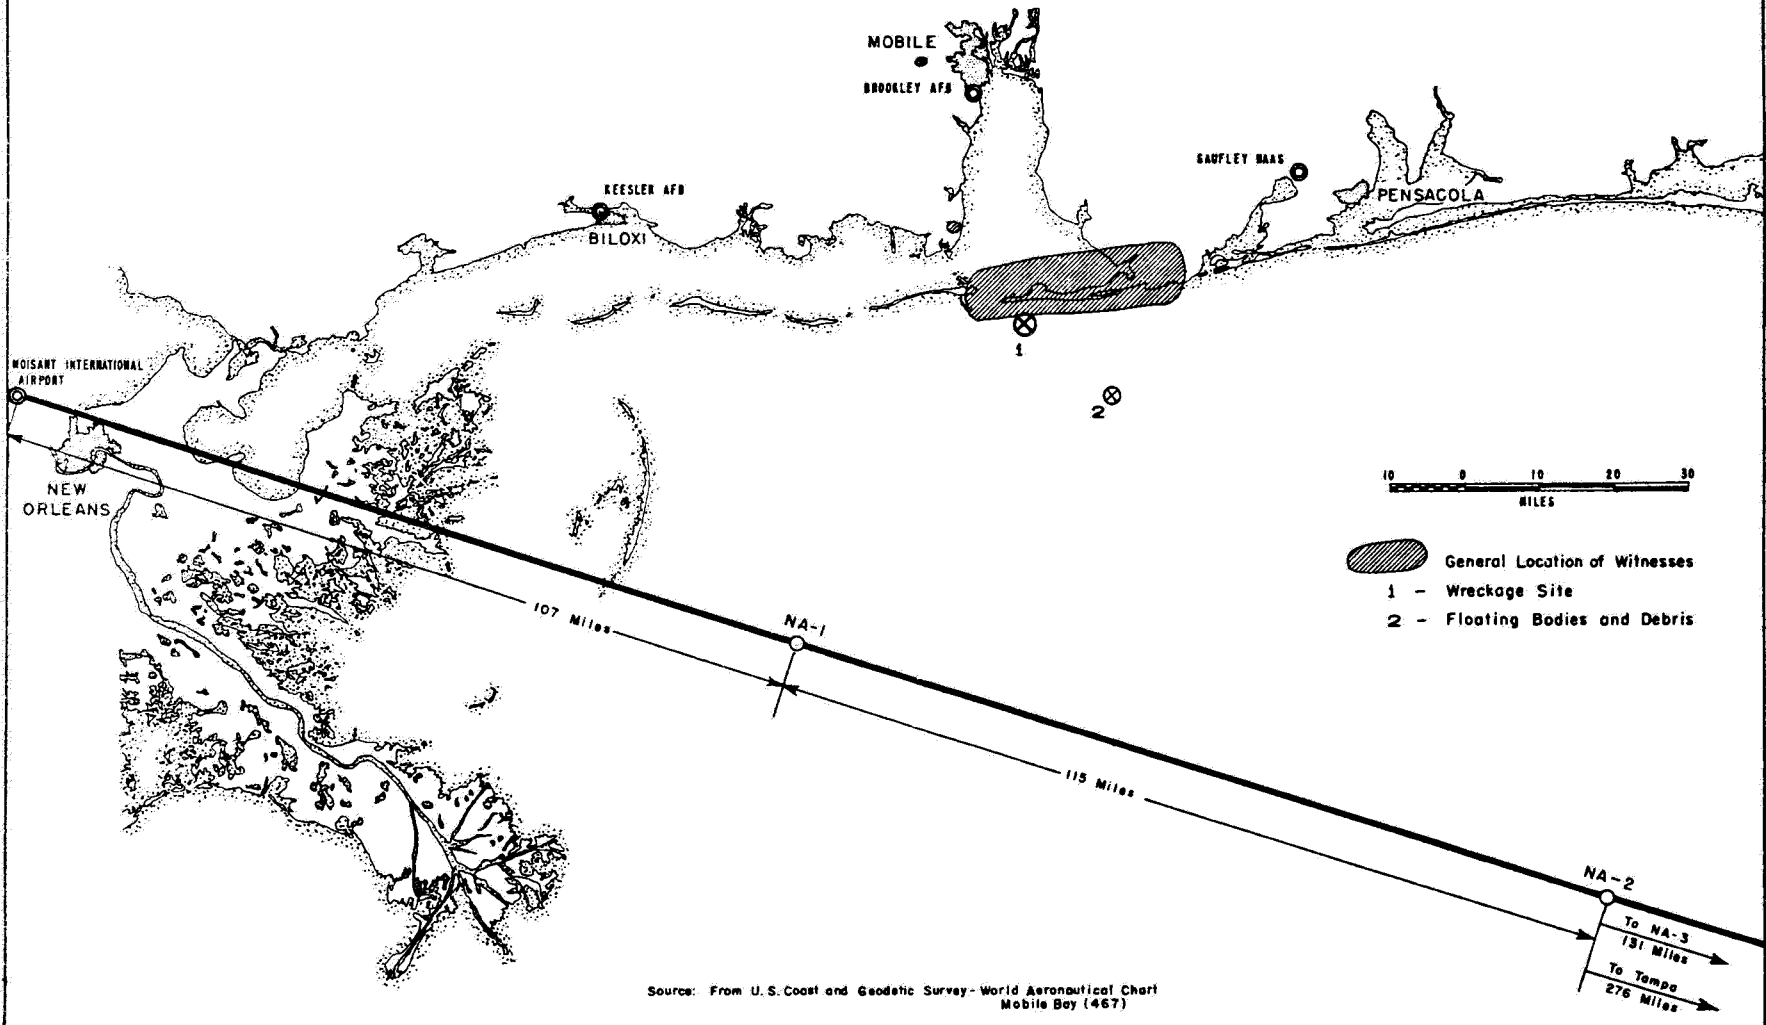 MOBILE
BROOKLEY AFB
SAUFLEY NAAS
KEESLER AFB
PENSACOLA
BILOXI
1
MOISANT INTERNATIONAL
AIRPORT
2
10 0 10 20 30
MILES
NEW
ORLEANS
General Location of Witnesses
1 - Wreckage Site
2 - Floating Bodies and Debris
107 Miles
NA-1
115 Miles
NA-2
To NA-3
131 Miles
To Tampa
276 Miles
Source: From U.S. Coast and Geodetic Survey-World Aeronautical Chart
Mobile Bay (467)